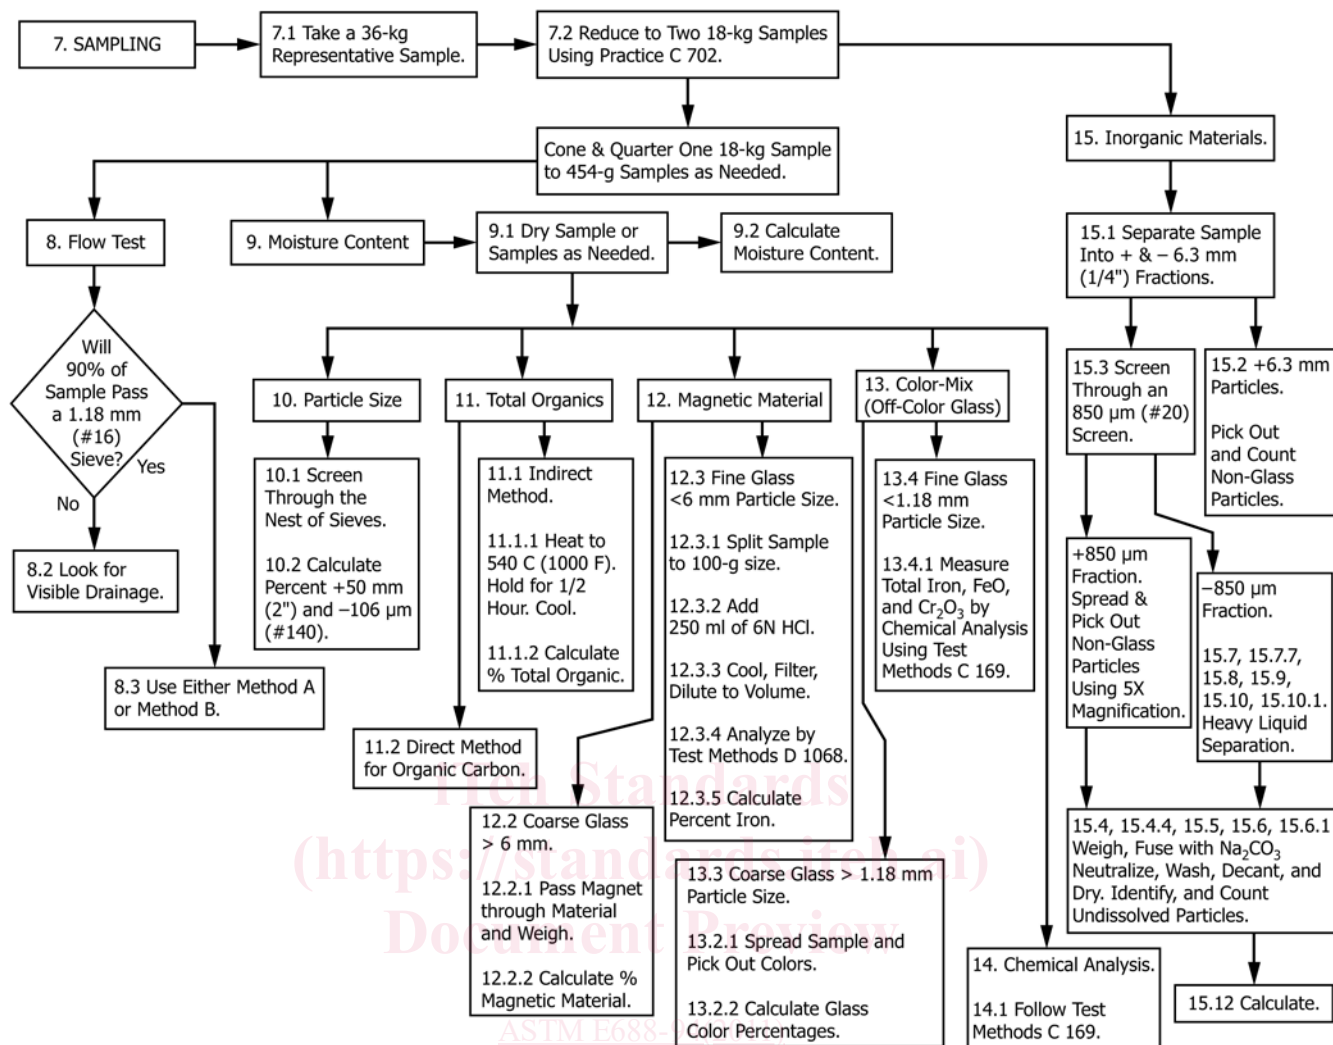 7. SAMPLING
7.1 Take a 36-kg
Representative Sample.
7.2 Reduce to Two 18-kg Samples
Using Practice C 702.
Cone & Quarter One 18-kg Sample
to 454-g Samples as Needed.
15. Inorganic Materials.
8. Flow Test
9. Moisture Content
9.1 Dry Sample or
Samples as Needed.
9.2 Calculate
Moisture Content.
15.1 Separate Sample
Into + & – 6.3 mm
(1/4") Fractions.
Will
90% of
Sample Pass
a 1.18 mm
(#16)
Sieve?
Yes
No
8.2 Look for
Visible Drainage.
8.3 Use Either Method A
or Method B.
10. Particle Size
10.1 Screen
Through the
Nest of Sieves.
10.2 Calculate
Percent +50 mm
(2") and –106 µm
(#140).
11. Total Organics
11.1 Indirect
Method.
11.1.1 Heat to
540 C (1000 F).
Hold for 1/2
Hour. Cool.
11.1.2 Calculate
% Total Organic.
11.2 Direct Method
for Organic Carbon.
12. Magnetic Material
12.3 Fine Glass
<6 mm Particle Size.
12.3.1 Split Sample
to 100-g size.
12.3.2 Add
250 ml of 6N HCl.
12.3.3 Cool, Filter,
Dilute to Volume.
12.3.4 Analyze by
Test Methods D 1068.
12.3.5 Calculate
Percent Iron.
12.2 Coarse Glass
> 6 mm.
12.2.1 Pass Magnet
through Material
and Weigh.
12.2.2 Calculate %
Magnetic Material.
13. Color-Mix
(Off-Color Glass)
13.4 Fine Glass
<1.18 mm
Particle Size.
13.4.1 Measure
Total Iron, FeO,
and Cr₂O₃ by
Chemical Analysis
Using Test
Methods C 169.
13.3 Coarse Glass > 1.18 mm
Particle Size.
13.2.1 Spread Sample and
Pick Out Colors.
13.2.2 Calculate Glass
Color Percentages.
14. Chemical Analysis.
14.1 Follow Test
Methods C 169.
15.3 Screen
Through an
850 µm (#20)
Screen.
15.2 +6.3 mm
Particles.
Pick Out
and Count
Non-Glass
Particles.
+850 µm
Fraction.
Spread &
Pick Out
Non-Glass
Particles
Using 5X
Magnification.
–850 µm
Fraction.
15.7, 15.7.7,
15.8, 15.9,
15.10, 15.10.1.
Heavy Liquid
Separation.
15.4, 15.4.4, 15.5, 15.6, 15.6.1
Weigh, Fuse with Na₂CO₃
Neutralize, Wash, Decant, and
Dry. Identify, and Count
Undissolved Particles.
15.12 Calculate.
iTeh Standards
(https://standards.iteh.ai)
Document Preview
ASTM